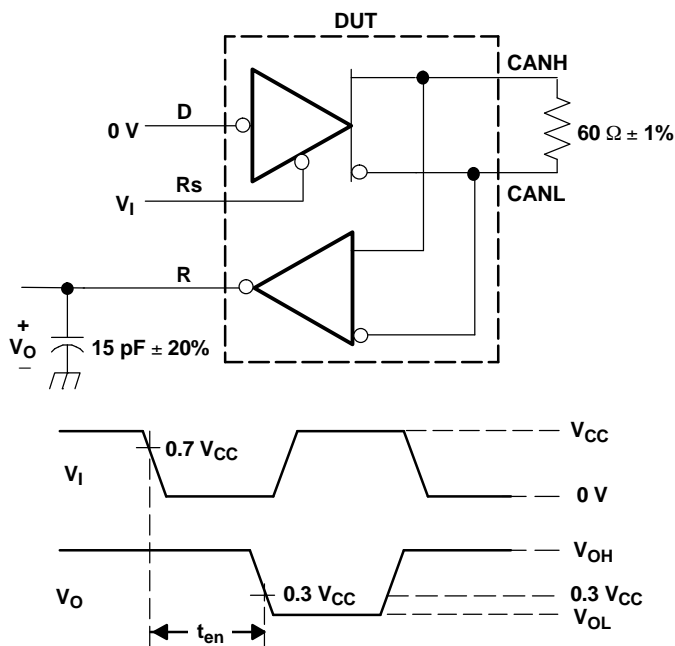 DUT
CANH
D
0 V
60 Ω ± 1%
Rs
V_I
CANL
R
+
V_O
−
15 pF ± 20%
V_CC
0.7 V_CC
V_I
0 V
V_OH
V_O
0.3 V_CC
0.3 V_CC
V_OL
t_en